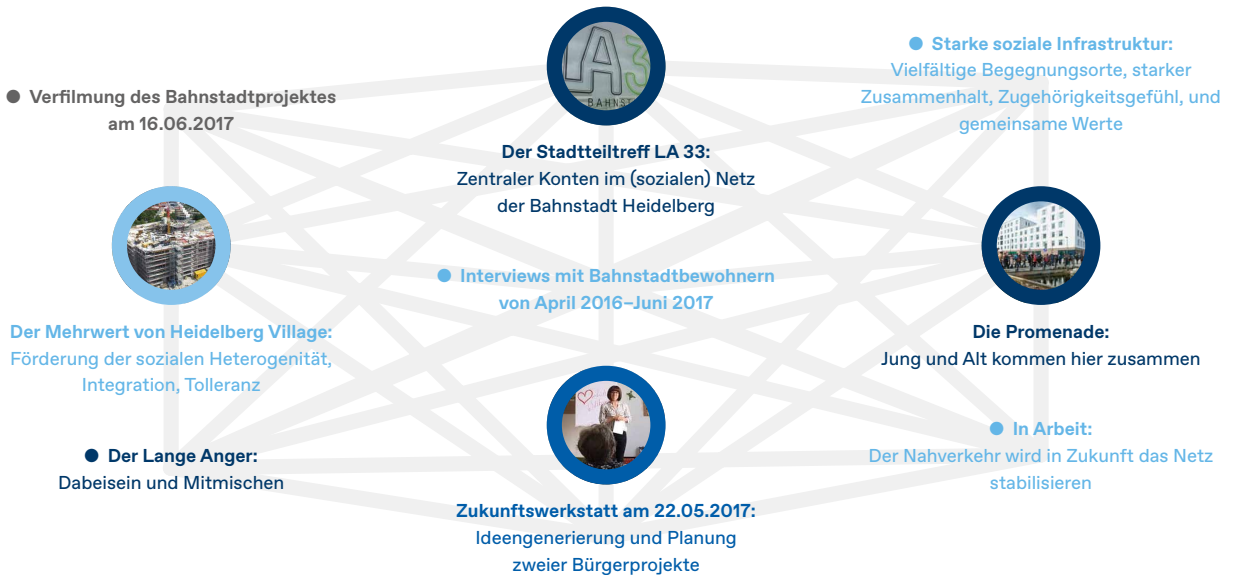 LA 3
BAHNST
● Starke soziale Infrastruktur:
Vielfältige Begegnungsorte, starker
Zusammenhalt, Zugehörigkeitsgefühl, und
gemeinsame Werte
● Verfilmung des Bahnstadtprojektes
am 16.06.2017
Der Stadtteiltreff LA 33:
Zentraler Konten im (sozialen) Netz
der Bahnstadt Heidelberg
● Interviews mit Bahnstadtbewohnern
von April 2016–Juni 2017
Der Mehrwert von Heidelberg Village:
Förderung der sozialen Heterogenität,
Integration, Tolleranz
Die Promenade:
Jung und Alt kommen hier zusammen
● Der Lange Anger:
Dabeisein und Mitmischen
● In Arbeit:
Der Nahverkehr wird in Zukunft das Netz
stabilisieren
Zukunftswerkstatt am 22.05.2017:
Ideengenerierung und Planung
zweier Bürgerprojekte